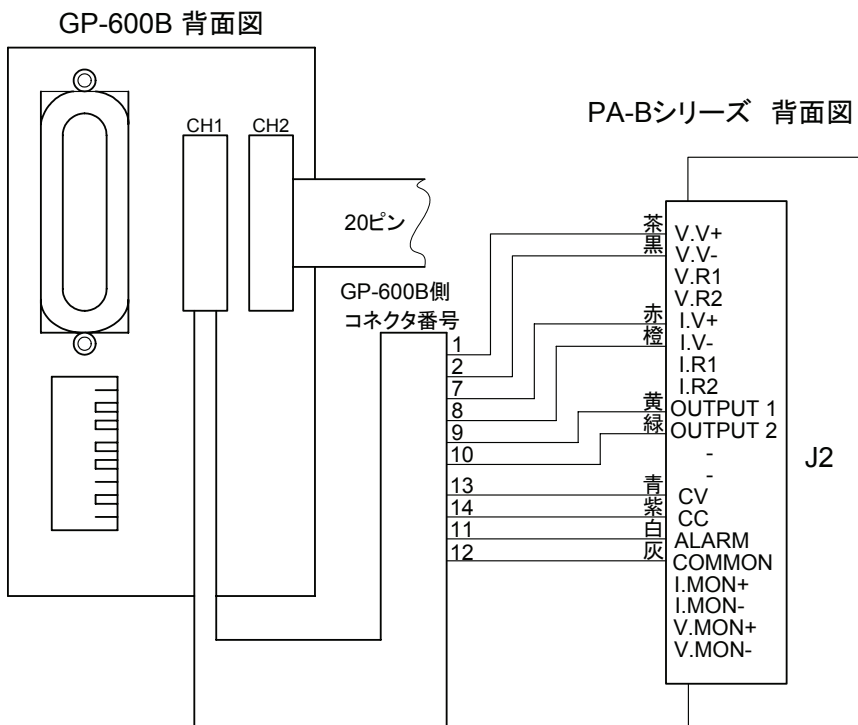 GP-600B 背面図
PA-Bシリーズ 背面図
CH1
CH2
20ピン
GP-600B側
コネクタ番号
1
2
7
8
9
10
13
14
11
12
茶
黒
赤
橙
黄
緑
青
紫
白
灰
V.V+
V.V-
V.R1
V.R2
I.V+
I.V-
I.R1
I.R2
OUTPUT 1
OUTPUT 2
-
-
CV
CC
ALARM
COMMON
I.MON+
I.MON-
V.MON+
V.MON-
J2